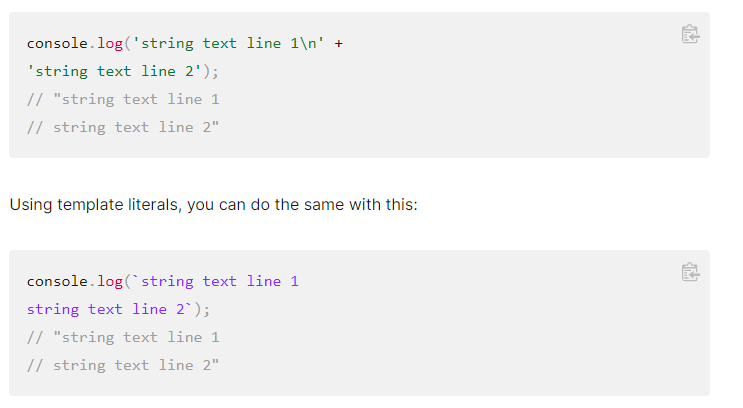 console.log('string text line 1\n' +
'string text line 2');
// "string text line 1
// string text line 2"
Using template literals, you can do the same with this:
console.log(`string text line 1
string text line 2`);
// "string text line 1
// string text line 2"